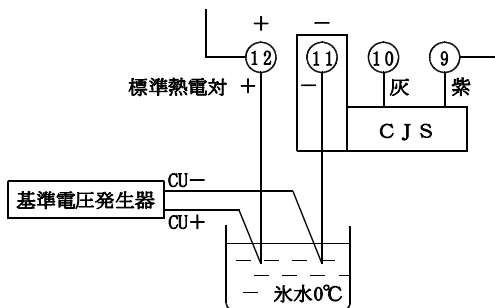 ＋ －
12 11 10 9
標準熱電対 ＋ － 灰 紫
ＣＪＳ
CU－
基準電圧発生器
CU＋
氷水0℃